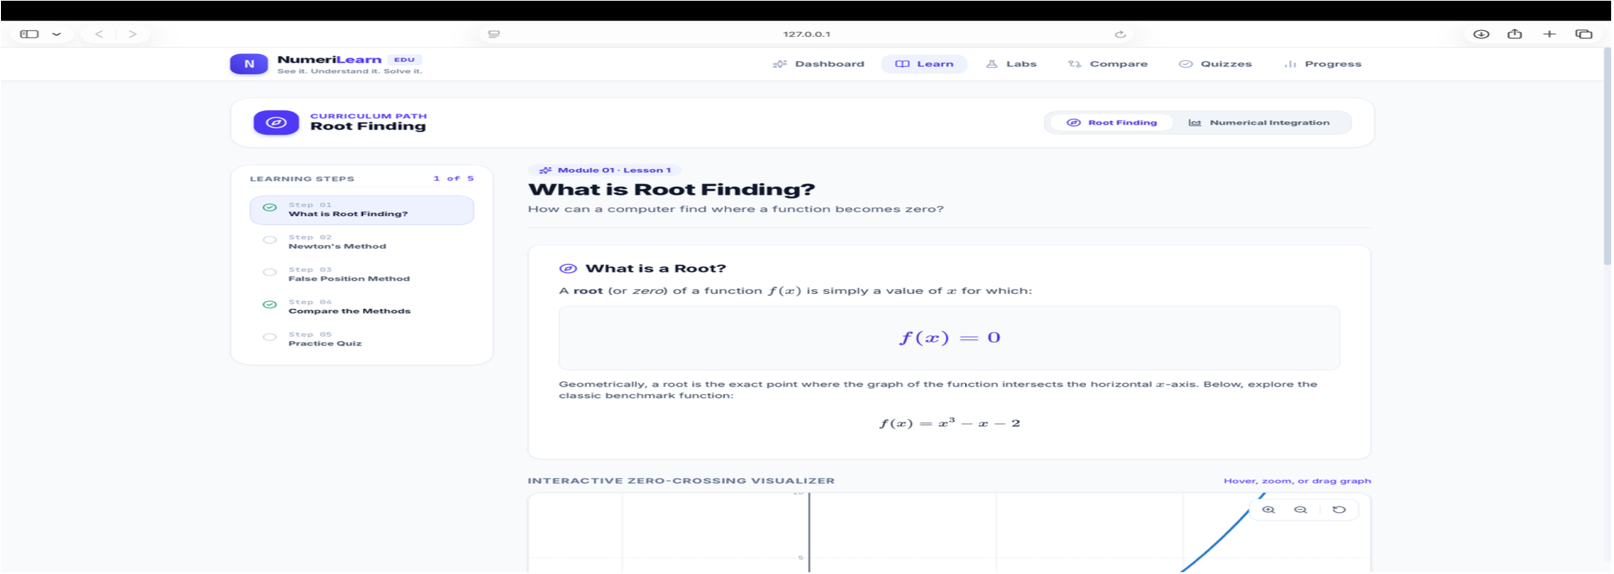 127.0.0.1
N
NumeriLearn EDU
See it. Understand it. Solve it.
Dashboard Learn Labs Compare Quizzes Progress
CURRICULUM PATH
Root Finding
Root Finding Numerical Integration
LEARNING STEPS 1 of 5
Step 01
What is Root Finding?
Step 02
Newton's Method
Step 03
False Position Method
Step 04
Compare the Methods
Step 05
Practice Quiz
Module 01 · Lesson 1
What is Root Finding?
How can a computer find where a function becomes zero?
What is a Root?
A root (or zero) of a function f(x) is simply a value of x for which:
f(x) = 0
Geometrically, a root is the exact point where the graph of the function intersects the horizontal x-axis. Below, explore the
classic benchmark function:
f(x) = x³ − x − 2
INTERACTIVE ZERO-CROSSING VISUALIZER Hover, zoom, or drag graph
5